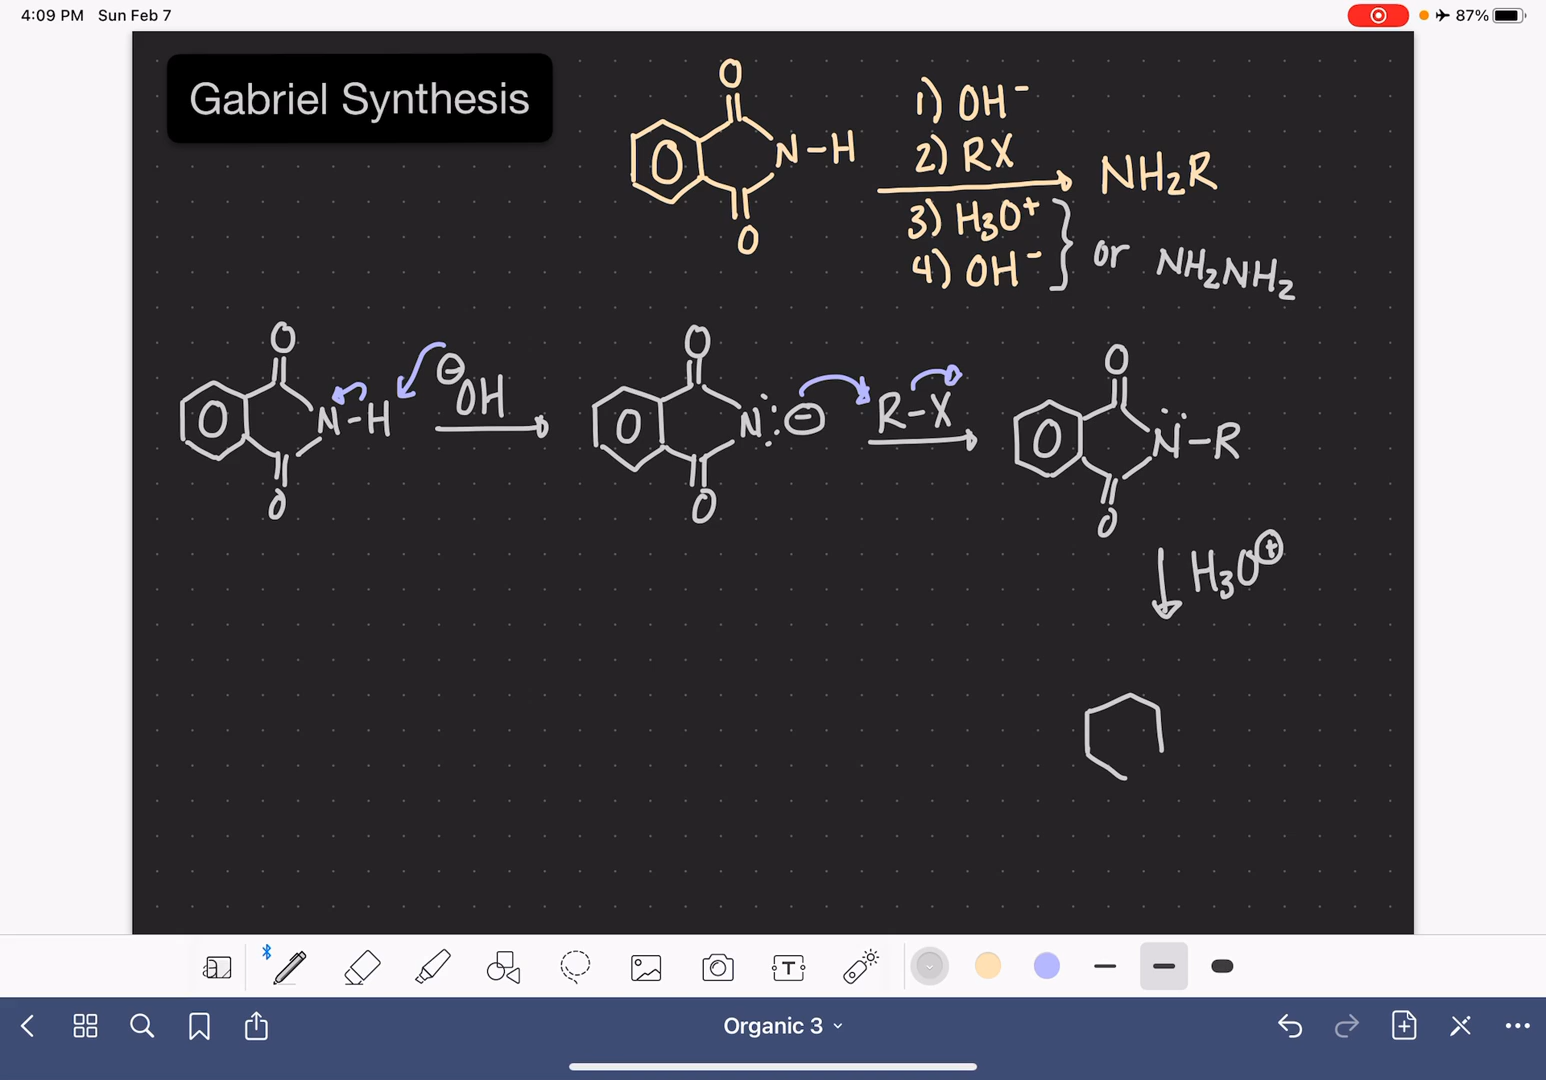 4:09 PM Sun Feb 7
87%
Gabriel Synthesis
O
N-H
O
1) OH⁻
2) RX
3) H₃O⁺
4) OH⁻
NH₂R
or NH₂NH₂
O
N-H
O
⊖OH
O
N:⊖
O
R-X
O
N̈-R
O
H₃O⊕
Organic 3